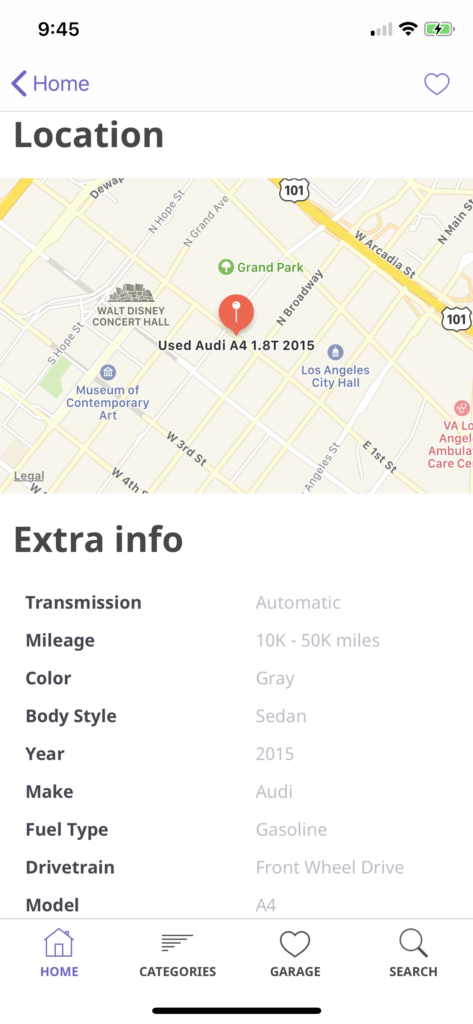 9:45
Home
Location
101
Dewap
N Hope St
N Grand Ave
W Arcadia St
N Main St
Grand Park
N Broadway
101
WALT DISNEY
CONCERT HALL
S Hope St
Used Audi A4 1.8T 2015
Los Angeles
City Hall
Museum of
Contemporary
Art
VA Lo
Angel
Ambula
Care Ce
W 3rd St
E 1st St
Angeles St
Legal
W 4th S
W
Extra info
Transmission Automatic
Mileage 10K - 50K miles
Color Gray
Body Style Sedan
Year 2015
Make Audi
Fuel Type Gasoline
Drivetrain Front Wheel Drive
Model A4
HOME CATEGORIES GARAGE SEARCH